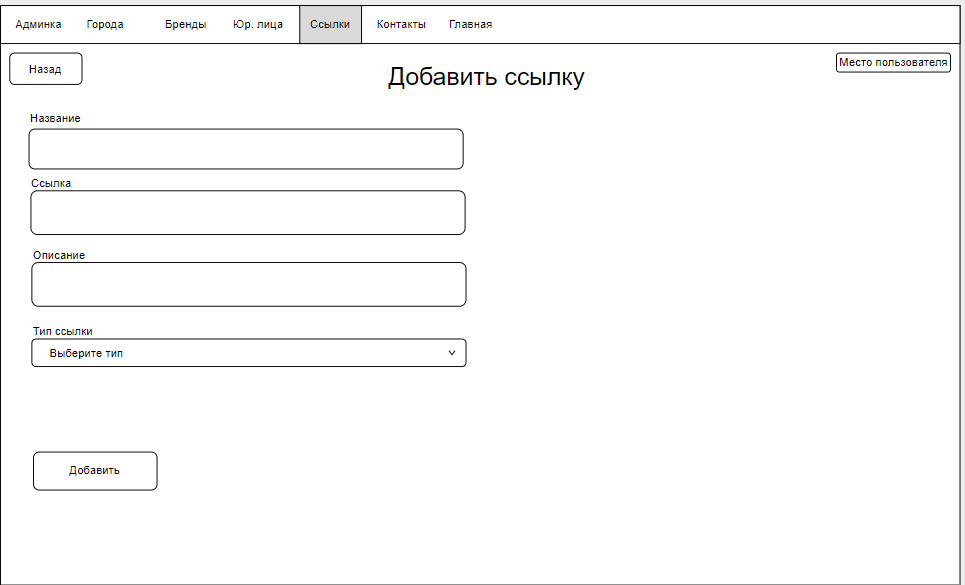 Админка Города Бренды Юр. лица Ссылки Контакты Главная
Назад
Место пользователя
Добавить ссылку
Название
Ссылка
Описание
Тип ссылки
Выберите тип
Добавить